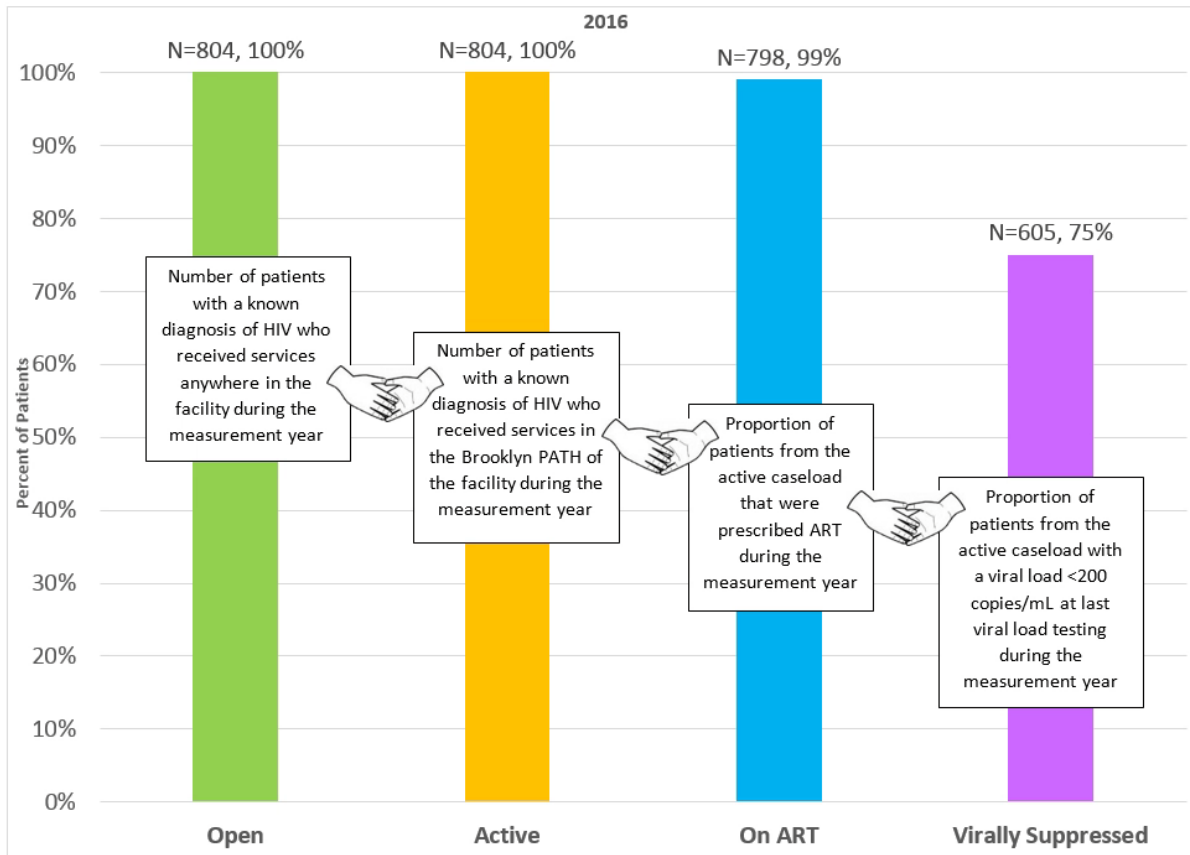 2016
N=804, 100%
N=804, 100%
N=798, 99%
N=605, 75%
Percent of Patients
100%
90%
80%
70%
60%
50%
40%
30%
20%
10%
0%
Number of patients
with a known
diagnosis of HIV who
received services
anywhere in the
facility during the
measurement year
Number of patients
with a known
diagnosis of HIV who
received services in
the Brooklyn PATH of
the facility during the
measurement year
Proportion of
patients from the
active caseload
that were
prescribed ART
during the
measurement year
Proportion of
patients from the
active caseload with
a viral load <200
copies/mL at last
viral load testing
during the
measurement year
Open
Active
On ART
Virally Suppressed